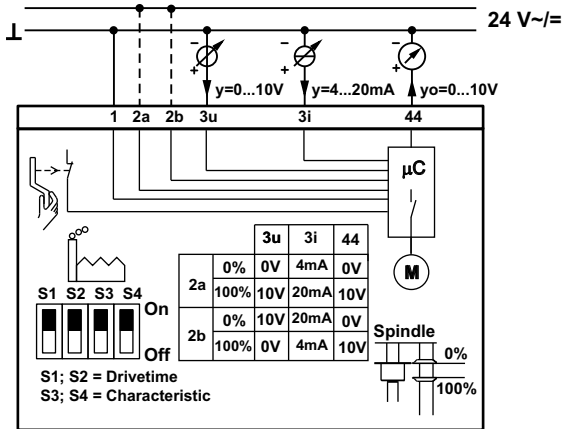 24 V~/=
⊥
− − −
+ + +
y=0...10V y=4...20mA yo=0...10V
1 2a 2b 3u 3i 44
µC
M
3u 3i 44
2a 0% 0V 4mA 0V
100% 10V 20mA 10V
2b 0% 10V 20mA 0V
100% 0V 4mA 10V
S1 S2 S3 S4
On
Off
S1; S2 = Drivetime
S3; S4 = Characteristic
Spindle
0%
100%